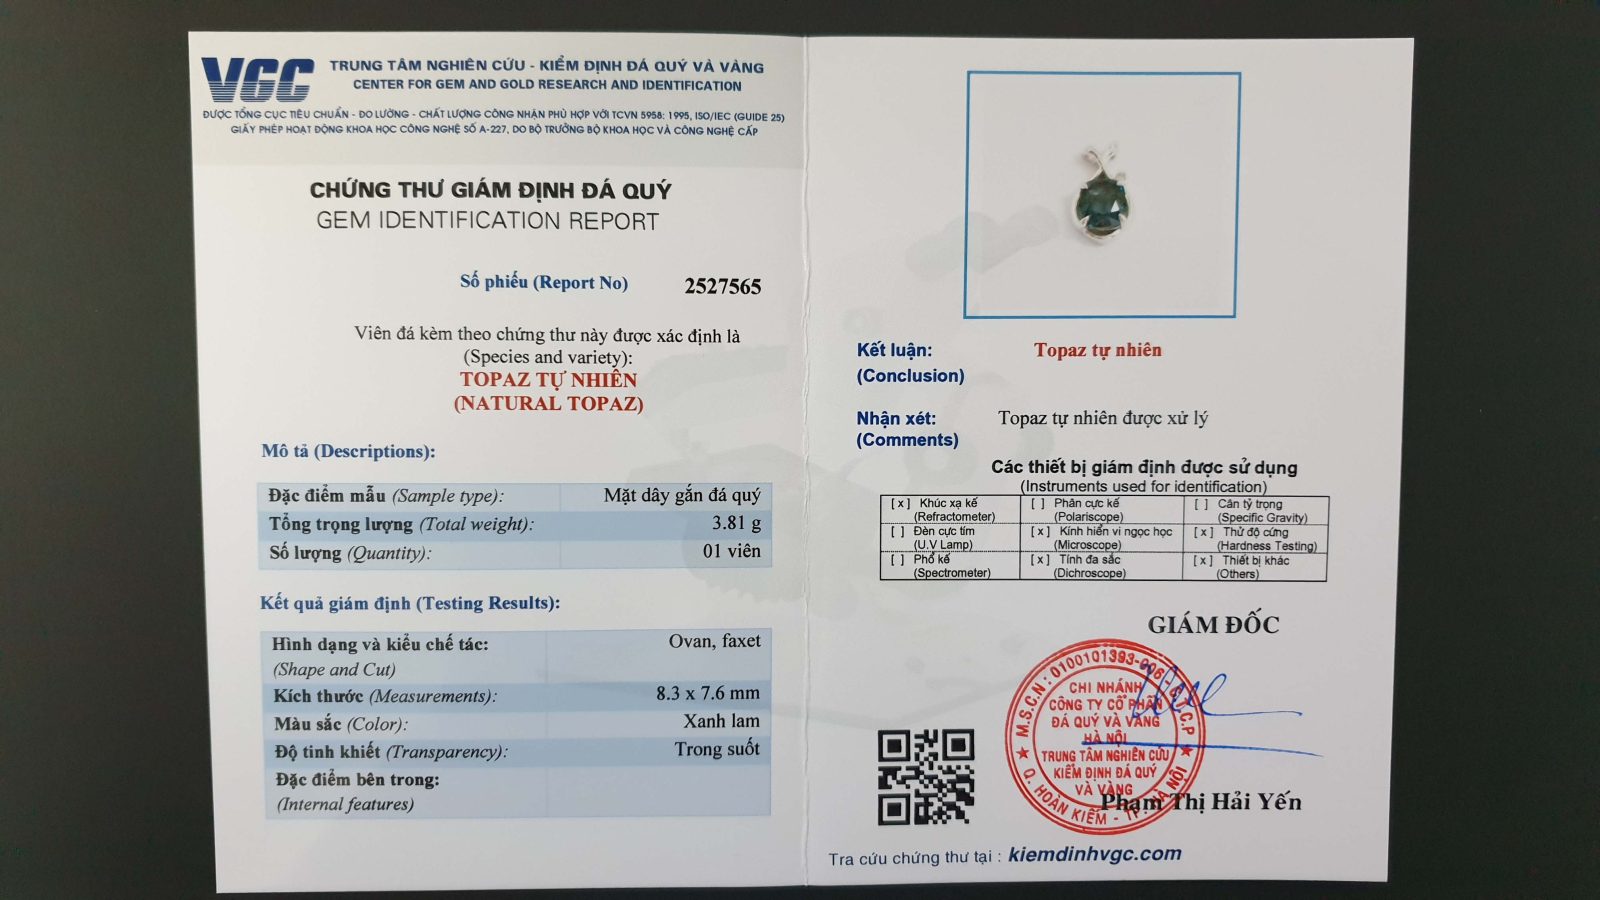 VGC
TRUNG TÂM NGHIÊN CỨU - KIỂM ĐỊNH ĐÁ QUÝ VÀ VÀNG
CENTER FOR GEM AND GOLD RESEARCH AND IDENTIFICATION
ĐƯỢC TỔNG CỤC TIÊU CHUẨN - ĐO LƯỜNG - CHẤT LƯỢNG CÔNG NHẬN PHÙ HỢP VỚI TCVN 5958: 1995, ISO/IEC (GUIDE 25)
GIẤY PHÉP HOẠT ĐỘNG KHOA HỌC CÔNG NGHỆ SỐ A-227, DO BỘ TRƯỞNG BỘ KHOA HỌC VÀ CÔNG NGHỆ CẤP
CHỨNG THƯ GIÁM ĐỊNH ĐÁ QUÝ
GEM IDENTIFICATION REPORT
Số phiếu (Report No) 2527565
Viên đá kèm theo chứng thư này được xác định là
(Species and variety):
TOPAZ TỰ NHIÊN
(NATURAL TOPAZ)
Mô tả (Descriptions):
Đặc điểm mẫu (Sample type): Mặt dây gắn đá quý
Tổng trọng lượng (Total weight): 3.81 g
Số lượng (Quantity): 01 viên
Kết quả giám định (Testing Results):
Hình dạng và kiểu chế tác: Ovan, faxet
(Shape and Cut)
Kích thước (Measurements): 8.3 x 7.6 mm
Màu sắc (Color): Xanh lam
Độ tinh khiết (Transparency): Trong suốt
Đặc điểm bên trong:
(Internal features)
Kết luận: Topaz tự nhiên
(Conclusion)
Nhận xét: Topaz tự nhiên được xử lý
(Comments)
Các thiết bị giám định được sử dụng
(Instruments used for identification)
[ x ] Khúc xạ kế [ ] Phân cực kế [ ] Cân tỷ trọng
(Refractometer) (Polariscope) (Specific Gravity)
[ ] Đèn cực tím [ x ] Kính hiển vi ngọc học [ x ] Thử độ cứng
(U.V Lamp) (Microscope) (Hardness Testing)
[ ] Phổ kế [ x ] Tính đa sắc [ x ] Thiết bị khác
(Spectrometer) (Dichroscope) (Others)
GIÁM ĐỐC
M.S.C.N: 0100101393-006 - C.T.C.P
CHI NHÁNH
CÔNG TY CỔ PHẦN
ĐÁ QUÝ VÀ VÀNG
HÀ NỘI
TRUNG TÂM NGHIÊN CỨU
KIỂM ĐỊNH ĐÁ QUÝ
VÀ VÀNG
Q. HOÀN KIẾM - TP. HÀ NỘI
Phạm Thị Hải Yến
Tra cứu chứng thư tại : kiemdinhvgc.com